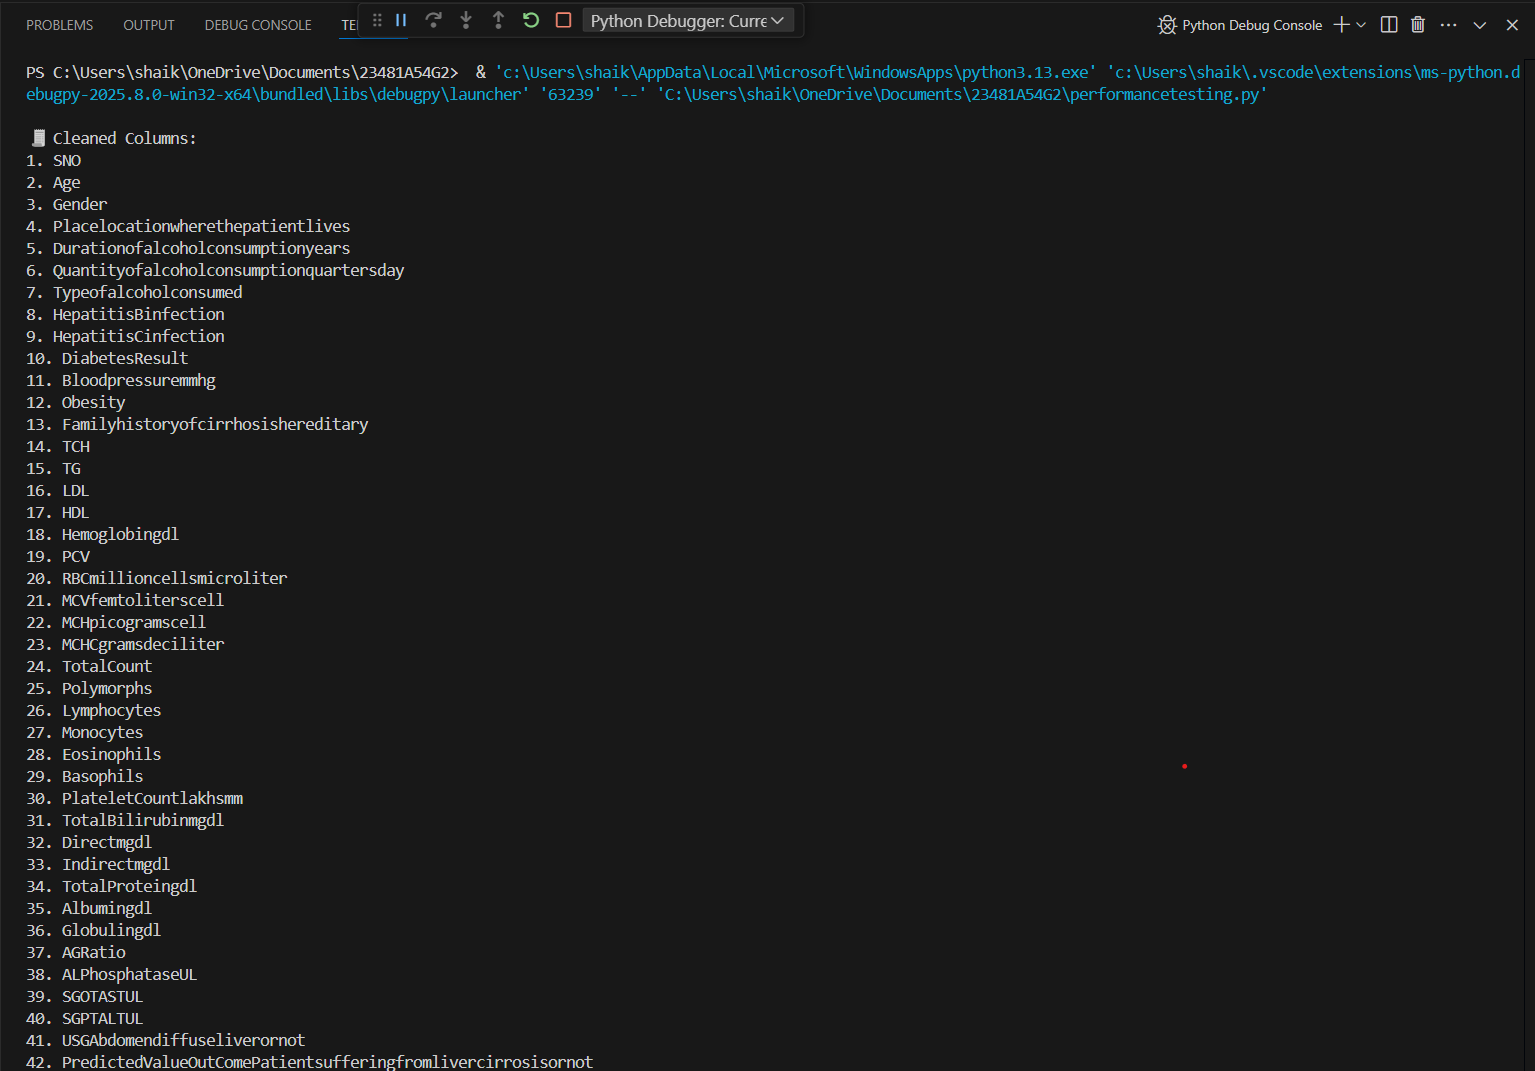 PROBLEMS OUTPUT DEBUG CONSOLE TE Python Debugger: Curre Python Debug Console
PS C:\Users\shaik\OneDrive\Documents\23481A54G2> & 'c:\Users\shaik\AppData\Local\Microsoft\WindowsApps\python3.13.exe' 'c:\Users\shaik\.vscode\extensions\ms-python.d
ebugpy-2025.8.0-win32-x64\bundled\libs\debugpy\launcher' '63239' '--' 'C:\Users\shaik\OneDrive\Documents\23481A54G2\performancetesting.py'
Cleaned Columns:
1. SNO
2. Age
3. Gender
4. Placelocationwherethepatientlives
5. Durationofalcoholconsumptionyears
6. Quantityofalcoholconsumptionquartersday
7. Typeofalcoholconsumed
8. HepatitisBinfection
9. HepatitisCinfection
10. DiabetesResult
11. Bloodpressuremmhg
12. Obesity
13. Familyhistoryofcirrhosishereditary
14. TCH
15. TG
16. LDL
17. HDL
18. Hemoglobingdl
19. PCV
20. RBCmillioncellsmicroliter
21. MCVfemtoliterscell
22. MCHpicogramscell
23. MCHCgramsdeciliter
24. TotalCount
25. Polymorphs
26. Lymphocytes
27. Monocytes
28. Eosinophils
29. Basophils
30. PlateletCountlakhsmm
31. TotalBilirubinmgdl
32. Directmgdl
33. Indirectmgdl
34. TotalProteingdl
35. Albumingdl
36. Globulingdl
37. AGRatio
38. ALPhosphataseUL
39. SGOTASTUL
40. SGPTALTUL
41. USGAbdomendiffuseliverornot
42. PredictedValueOutComePatientsufferingfromlivercirrosisornot